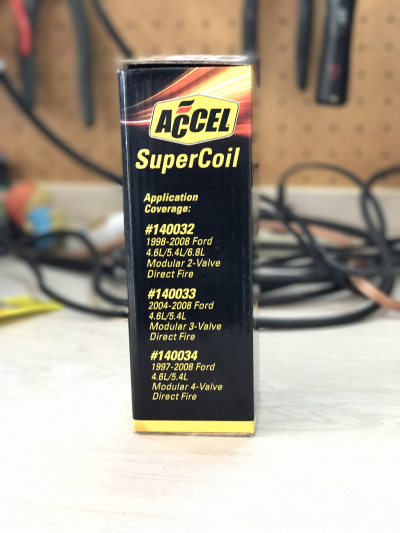 ACCEL
SuperCoil
Application
Coverage:
#140032
1998-2008 Ford
4.6L/5.4L/6.8L
Modular 2-Valve
Direct Fire
#140033
2004-2008 Ford
4.6L/5.4L
Modular 3-Valve
Direct Fire
#140034
1997-2008 Ford
4.6L/5.4L
Modular 4-Valve
Direct Fire